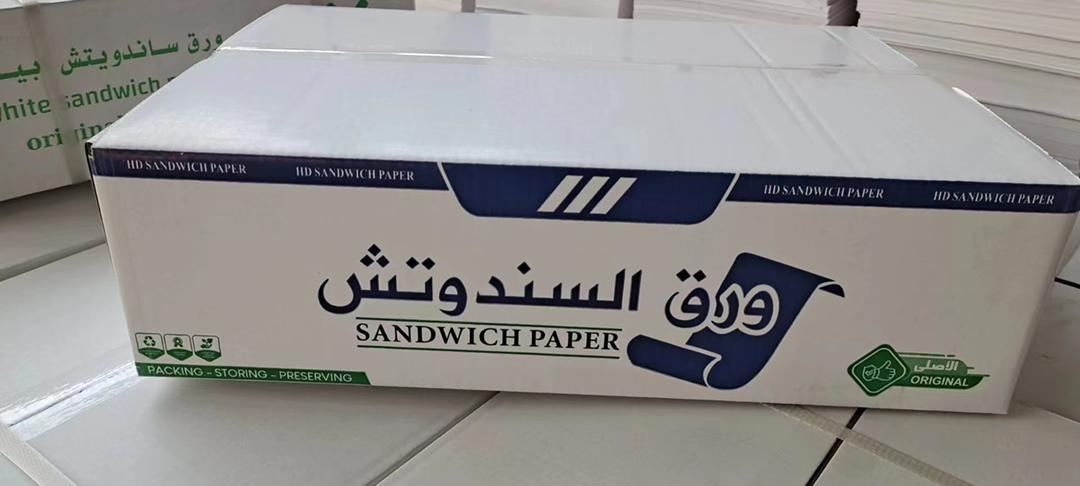 ورق ساندويتش
sandwich
HD SANDWICH PAPER HD SANDWICH PAPER HD SANDWICH PAPER HD SANDWICH PAPER
ورق السندوتش
SANDWICH PAPER
PACKING - STORING - PRESERVING
الاصلي
ORIGINAL